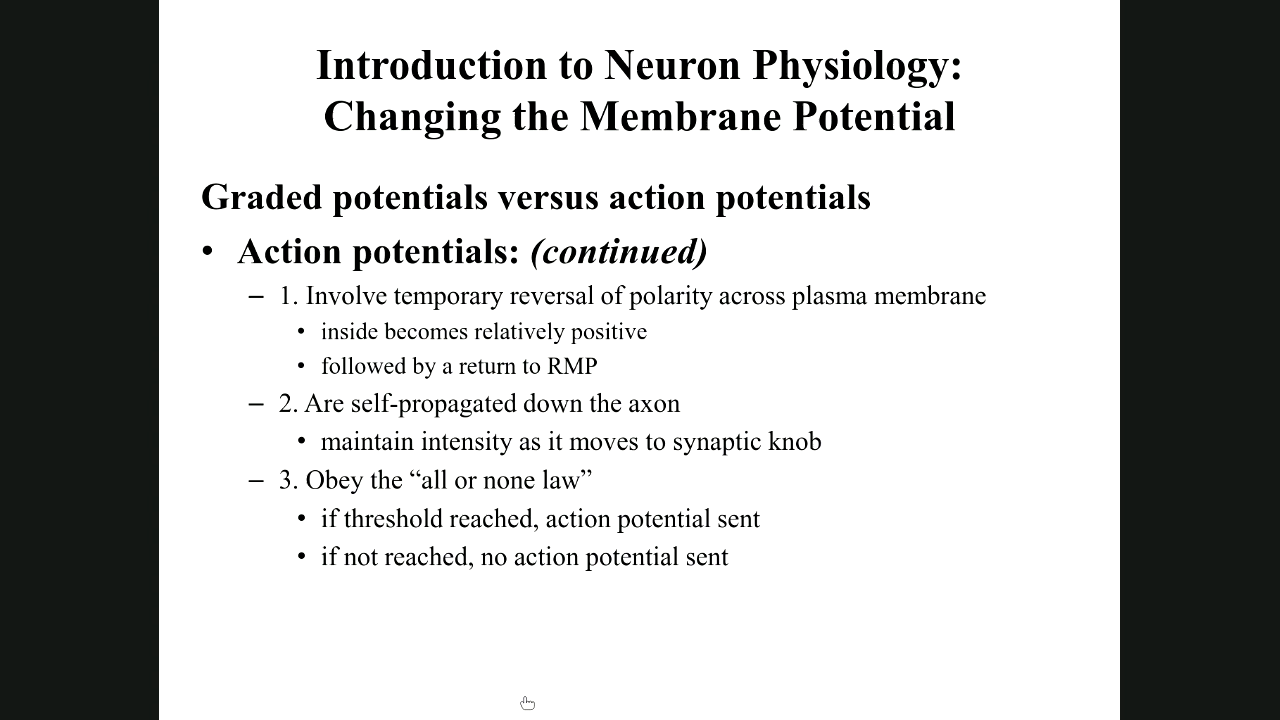 Introduction to Neuron Physiology:
Changing the Membrane Potential
Graded potentials versus action potentials
• Action potentials: (continued)
– 1. Involve temporary reversal of polarity across plasma membrane
• inside becomes relatively positive
• followed by a return to RMP
– 2. Are self-propagated down the axon
• maintain intensity as it moves to synaptic knob
– 3. Obey the “all or none law”
• if threshold reached, action potential sent
• if not reached, no action potential sent